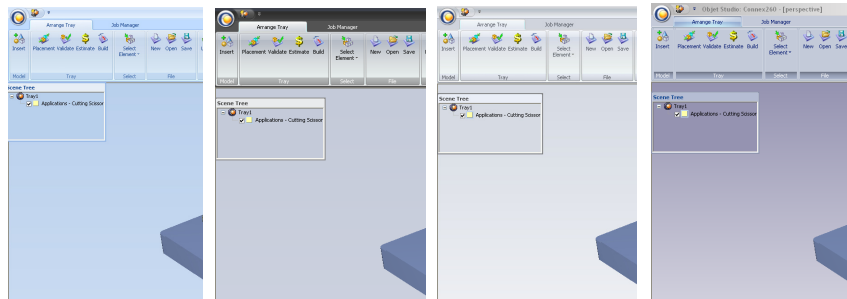 Arrange Tray Job Manager
Insert Placement Validate Estimate Build Select Element New Open Save
Model Tray Select File
Scene Tree
Tray1
Applications - Cutting Scissor
Arrange Tray Job Manager
Insert Placement Validate Estimate Build Select Element New Open Save
Model Tray Select File
Scene Tree
Tray1
Applications - Cutting Scissor
Arrange Tray Job Manager
Insert Placement Validate Estimate Build Select Element New Open Save
Model Tray Select File
Scene Tree
Tray1
Applications - Cutting Scissor
Objet Studio: Connex260 - [perspective]
Arrange Tray Job Manager
Insert Placement Validate Estimate Build Select Element New Open Save
Model Tray Select File
Scene Tree
Tray1
Applications - Cutting Scissor